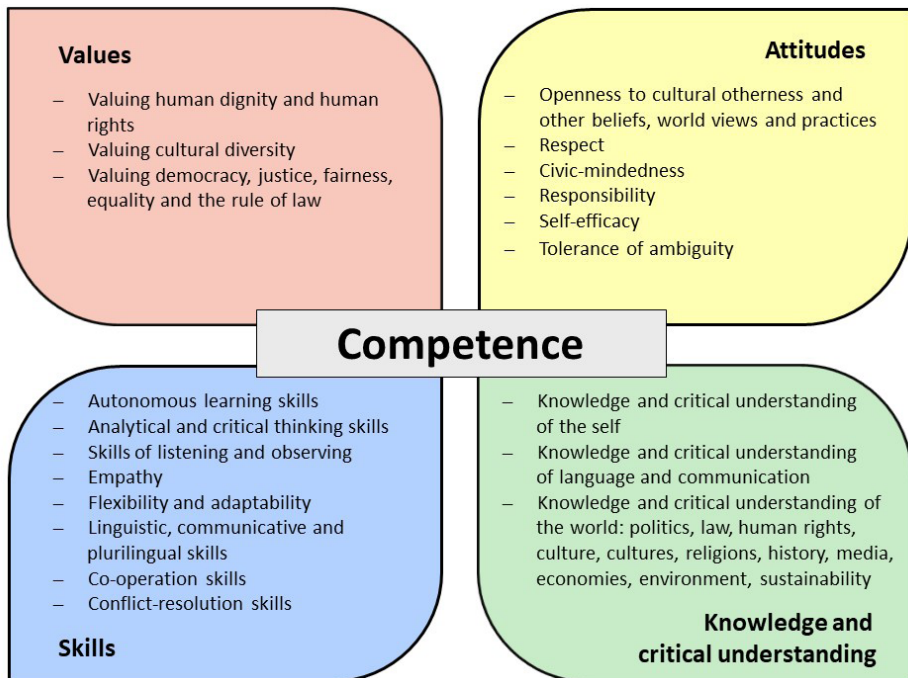 Values
– Valuing human dignity and human
rights
– Valuing cultural diversity
– Valuing democracy, justice, fairness,
equality and the rule of law
Attitudes
– Openness to cultural otherness and
other beliefs, world views and practices
– Respect
– Civic-mindedness
– Responsibility
– Self-efficacy
– Tolerance of ambiguity
Competence
– Autonomous learning skills
– Analytical and critical thinking skills
– Skills of listening and observing
– Empathy
– Flexibility and adaptability
– Linguistic, communicative and
plurilingual skills
– Co-operation skills
– Conflict-resolution skills
Skills
– Knowledge and critical understanding
of the self
– Knowledge and critical understanding
of language and communication
– Knowledge and critical understanding of
the world: politics, law, human rights,
culture, cultures, religions, history, media,
economies, environment, sustainability
Knowledge and
critical understanding